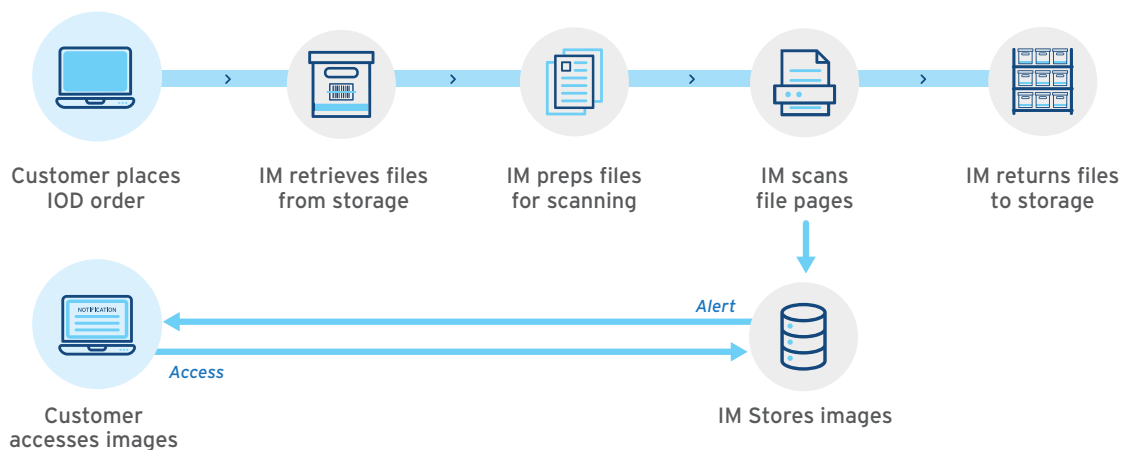 Customer places
IOD order
IM retrieves files
from storage
IM preps files
for scanning
IM scans
file pages
IM returns files
to storage
NOTIFICATION
Alert
Access
Customer
accesses images
IM Stores images